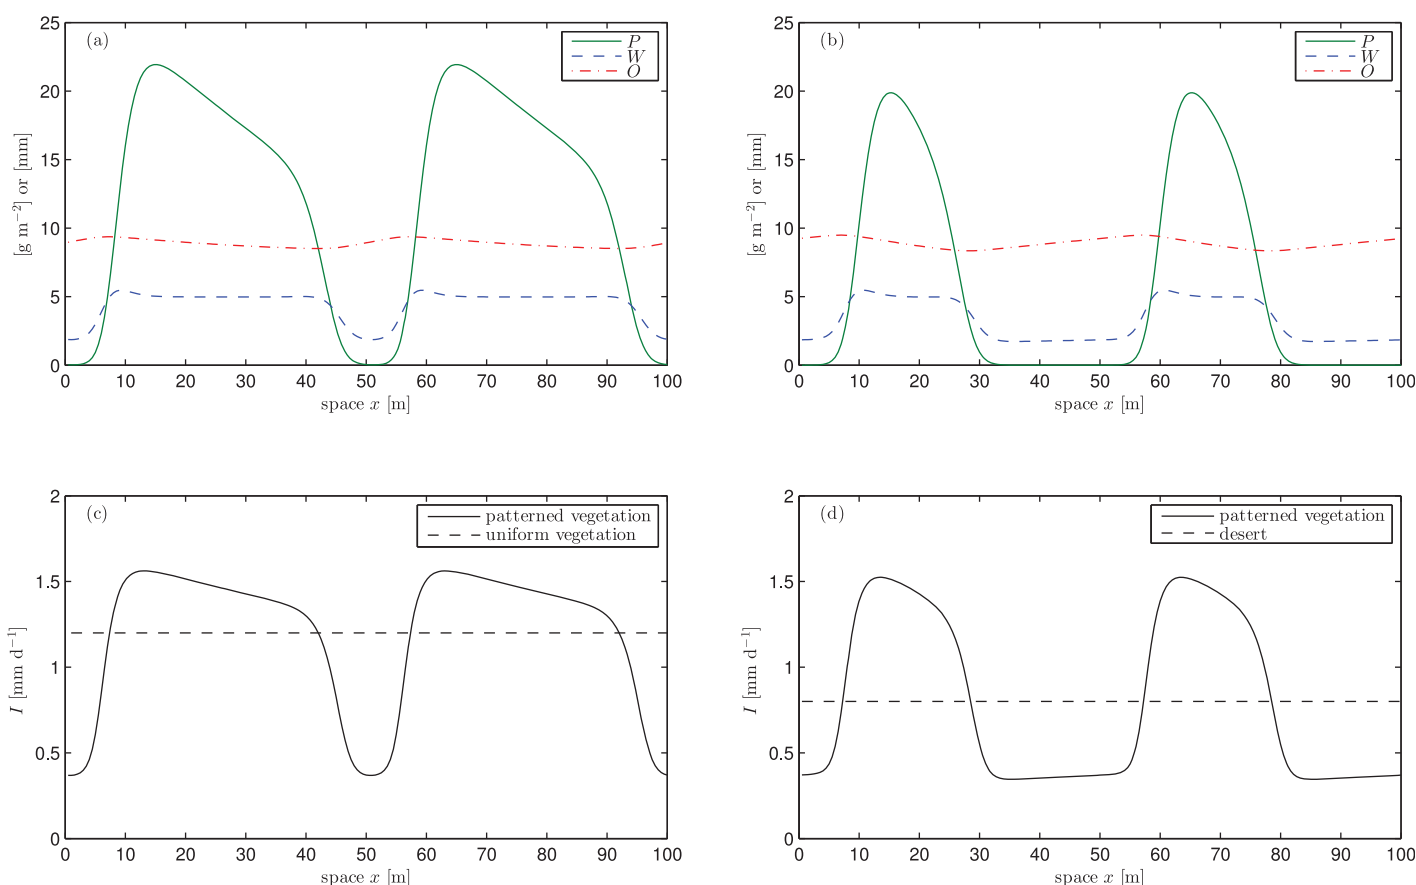 (a)
P
W
O
25
20
15
10
5
0
[g m−2] or [mm]
0 10 20 30 40 50 60 70 80 90 100
space x [m]
(b)
P
W
O
25
20
15
10
5
0
[g m−2] or [mm]
0 10 20 30 40 50 60 70 80 90 100
space x [m]
(c)
patterned vegetation
uniform vegetation
2
1.5
1
0.5
0
I [mm d−1]
0 10 20 30 40 50 60 70 80 90 100
space x [m]
(d)
patterned vegetation
desert
2
1.5
1
0.5
0
I [mm d−1]
0 10 20 30 40 50 60 70 80 90 100
space x [m]